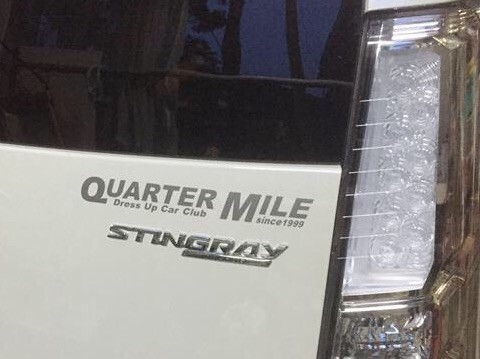 QUARTER MILE
Dress Up Car Club since1999
STINGRAY